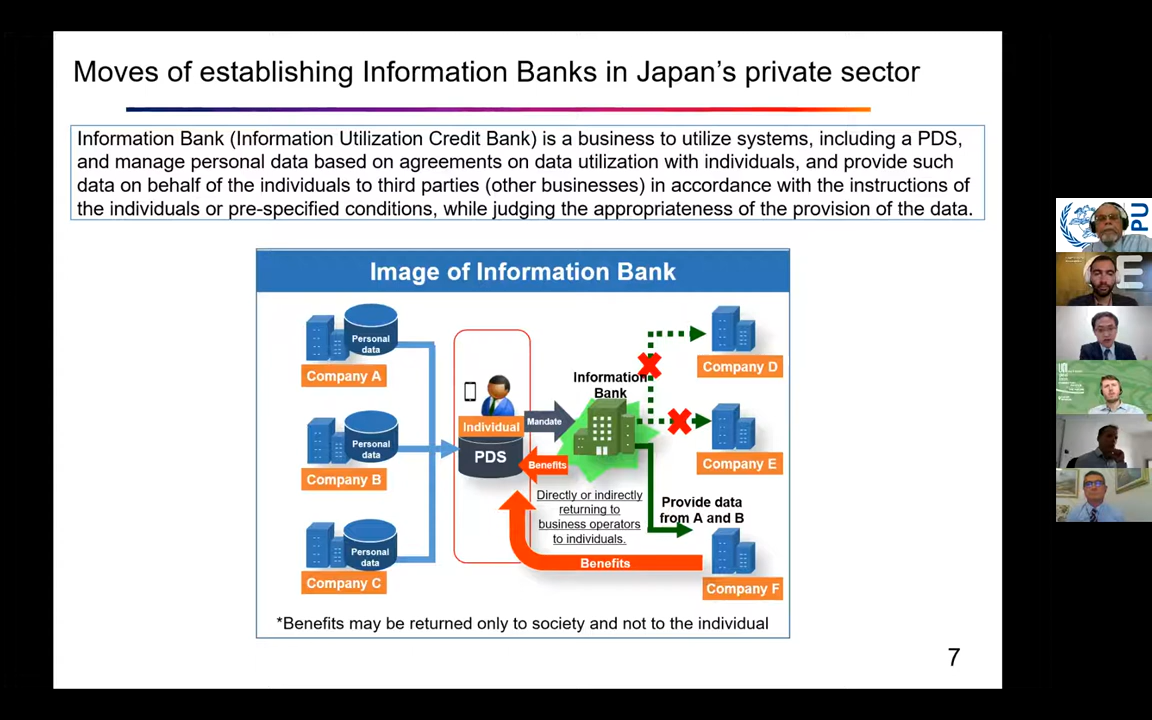 Moves of establishing Information Banks in Japan's private sector
Information Bank (Information Utilization Credit Bank) is a business to utilize systems, including a PDS,
and manage personal data based on agreements on data utilization with individuals, and provide such
data on behalf of the individuals to third parties (other businesses) in accordance with the instructions of
the individuals or pre-specified conditions, while judging the appropriateness of the provision of the data.
Image of Information Bank
Personal
data
Company A
Personal
data
Company B
Personal
data
Company C
Individual
PDS
Mandate
Benefits
Information
Bank
Directly or indirectly
returning to
business operators
to individuals.
Company D
Company E
Provide data
from A and B
Company F
Benefits
*Benefits may be returned only to society and not to the individual
7
PU
E